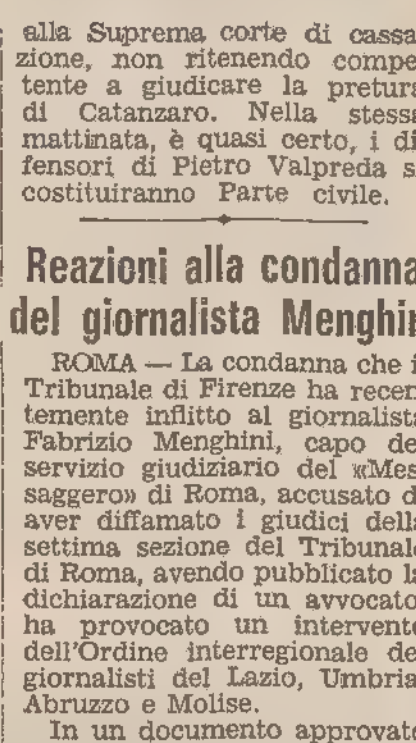 alla Suprema corte di cassa
zione, non ritenendo compe
tente a giudicare la pretura
di Catanzaro. Nella stessa
mattinata, è quasi certo, i di
fensori di Pietro Valpreda s
costituiranno Parte civile.
Reazioni alla condanna
del giornalista Menghin
ROMA — La condanna che i
Tribunale di Firenze ha recen
temente inflitto al giornalista
Fabrizio Menghini, capo de
servizio giudiziario del «Mes
saggero» di Roma, accusato d
aver diffamato i giudici della
settima sezione del Tribunale
di Roma, avendo pubblicato la
dichiarazione di un avvocato
ha provocato un intervento
dell'Ordine interregionale de
giornalisti del Lazio, Umbria
Abruzzo e Molise.
In un documento approvato